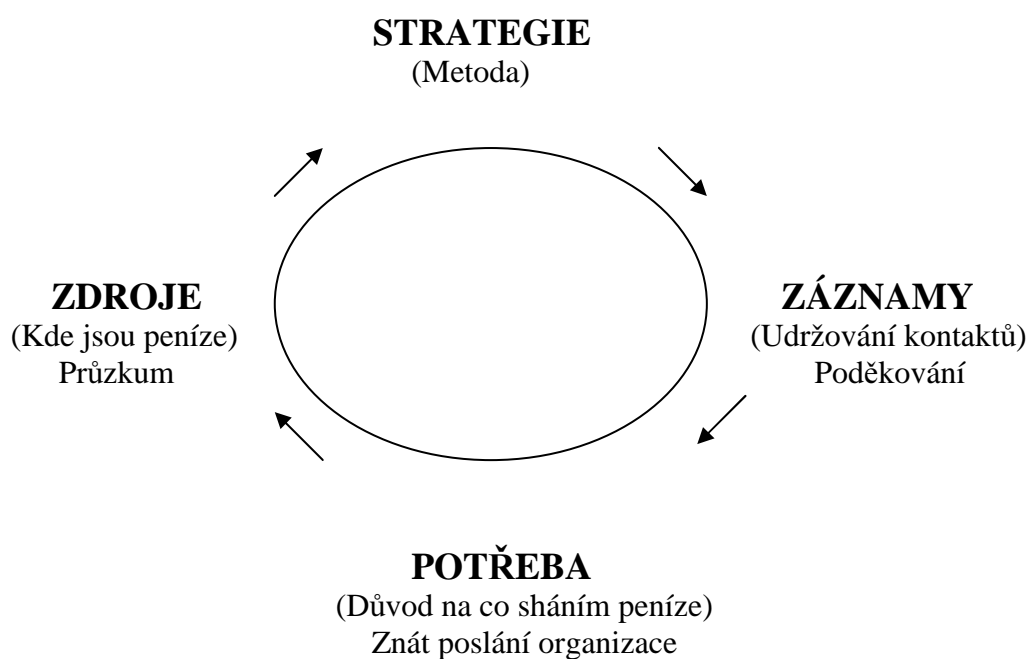 STRATEGIE
(Metoda)
ZDROJE
(Kde jsou peníze)
Průzkum
ZÁZNAMY
(Udržování kontaktů)
Poděkování
POTŘEBA
(Důvod na co sháním peníze)
Znát poslání organizace